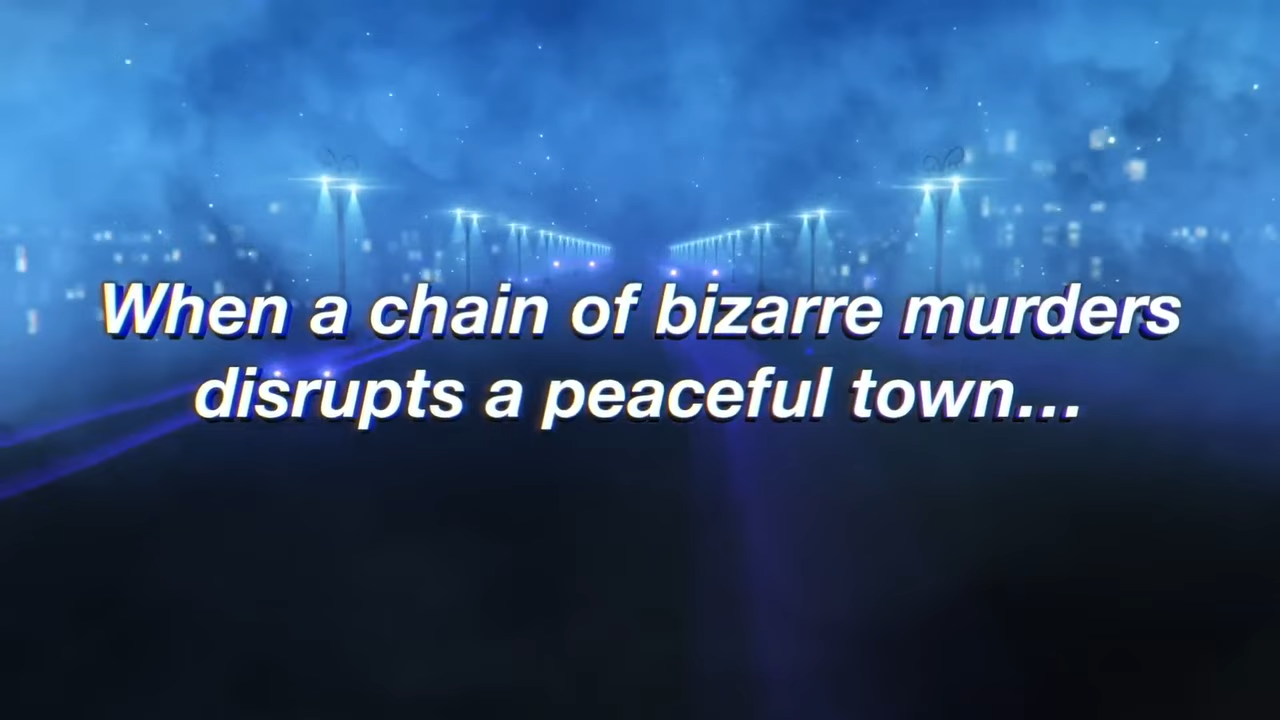 When a chain of bizarre murders
disrupts a peaceful town...